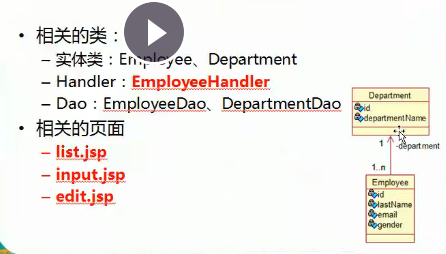 • 相关的类：
– 实体类：Employee、Department
– Handler：EmployeeHandler
– Dao：EmployeeDao、DepartmentDao
• 相关的页面
– list.jsp
– input.jsp
– edit.jsp
Department
id
departmentName
1
-department
1..n
Employee
id
lastName
email
gender